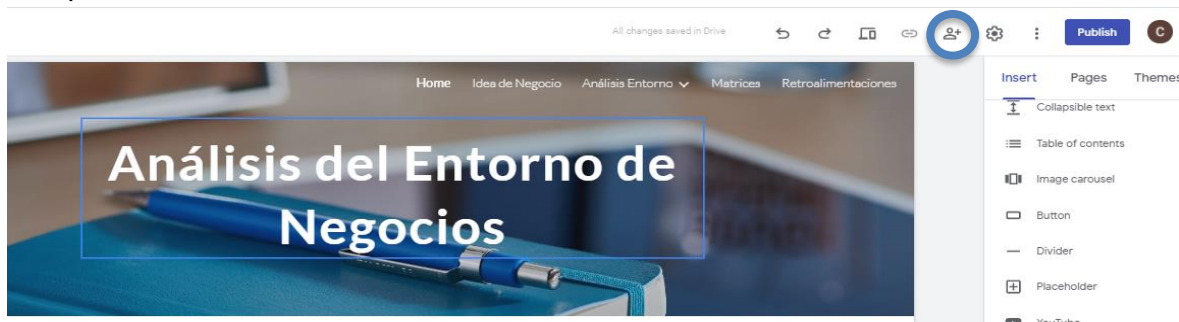 All changes saved in Drive
Publish
C
Home Idea de Negocio Análisis Entorno Matrices Retroalimentaciones
Análisis del Entorno de
Negocios
Insert Pages Themes
Collapsible text
Table of contents
Image carousel
Button
Divider
Placeholder
YouTube